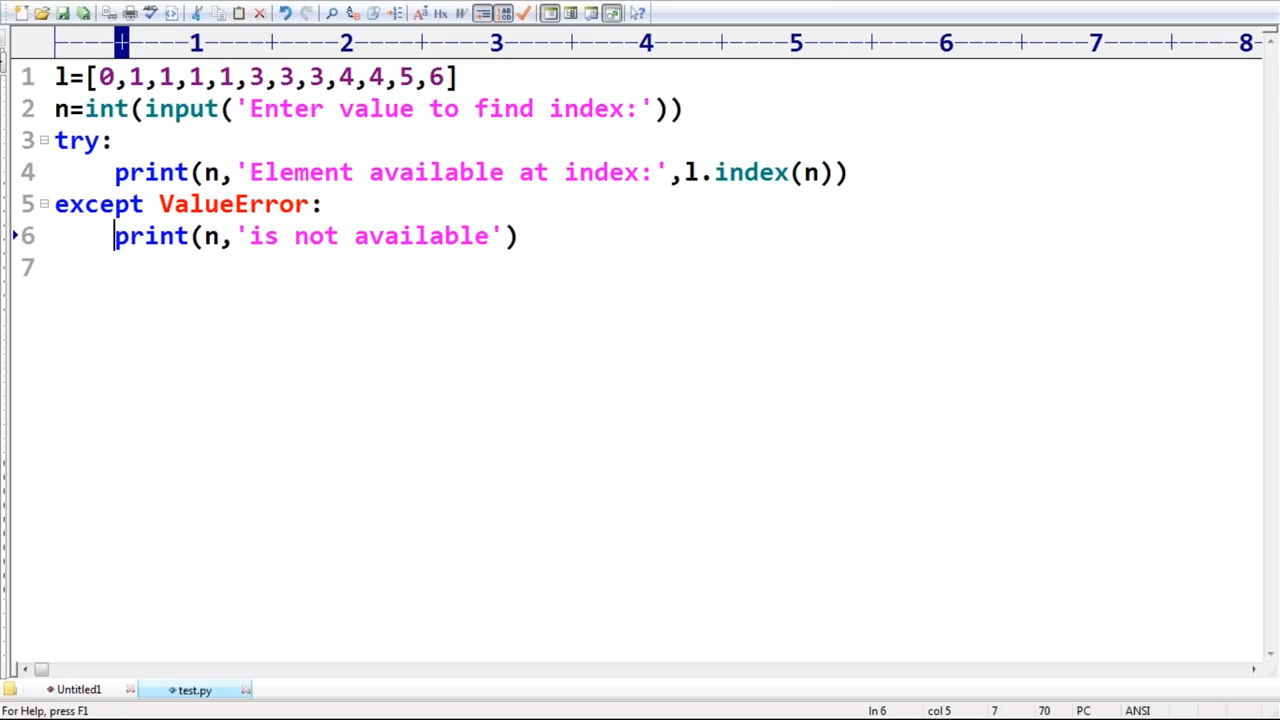 1 2 3 4 5 6 7 8
1 l=[0,1,1,1,1,3,3,3,4,4,5,6]
2 n=int(input('Enter value to find index:'))
3 try:
4 print(n,'Element available at index:',l.index(n))
5 except ValueError:
6 print(n,'is not available')
7
Untitled1 test.py
For Help, press F1 ln 6 col 5 7 70 PC ANSI